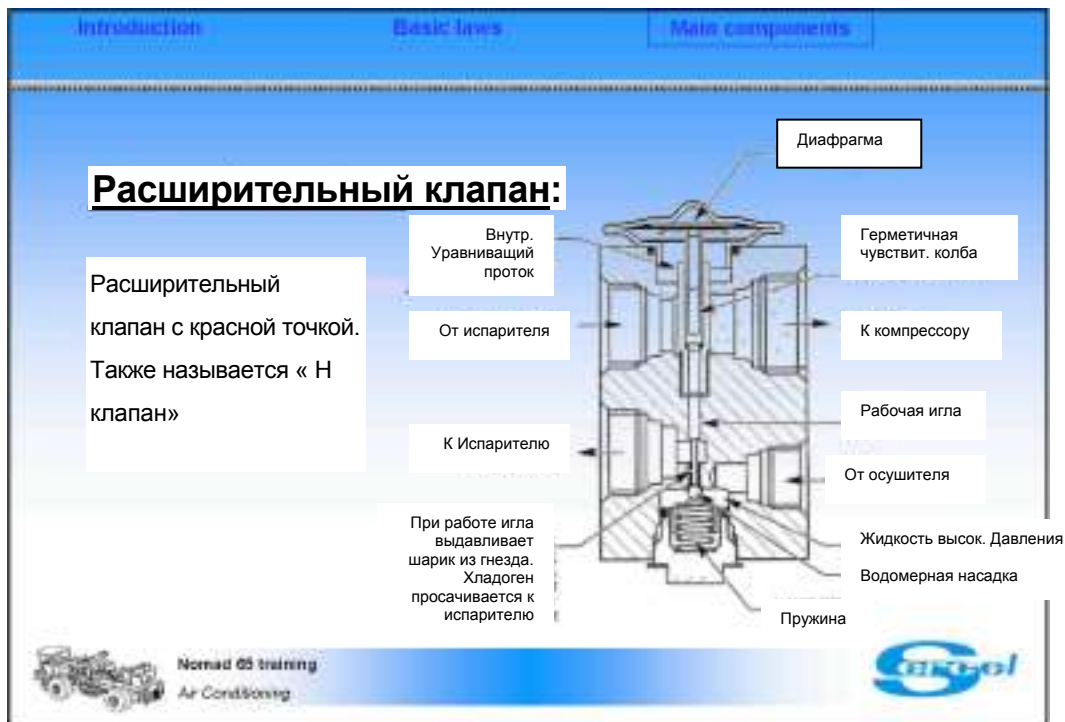 Introduction
Basic laws
Main components
Диафрагма
Расширительный клапан:
Внутр.
Уравниващий
проток
Герметичная
чувствит. колба
Расширительный
клапан с красной точкой.
Также называется « Н
клапан»
От испарителя
К компрессору
Рабочая игла
К Испарителю
От осушителя
При работе игла
выдавливает
шарик из гнезда.
Хладоген
просачивается к
испарителю
Жидкость высок. Давления
Водомерная насадка
Пружина
Nomad 65 training
Air Conditioning
Sercel